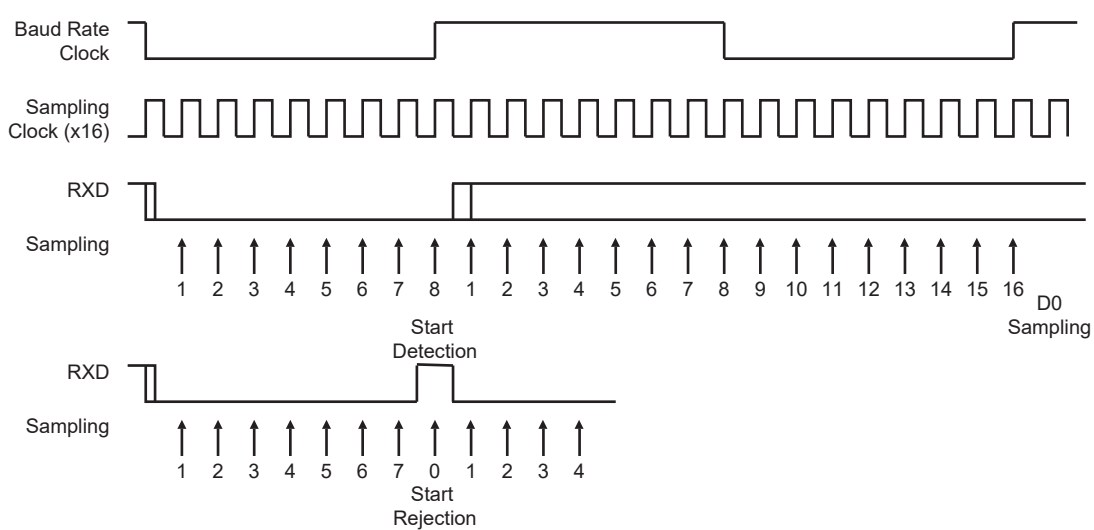 Baud Rate
Clock
Sampling
Clock (x16)
RXD
Sampling
1 2 3 4 5 6 7 8 1 2 3 4 5 6 7 8 9 10 11 12 13 14 15 16
D0
Sampling
Start
Detection
RXD
Sampling
1 2 3 4 5 6 7 0 1 2 3 4
Start
Rejection